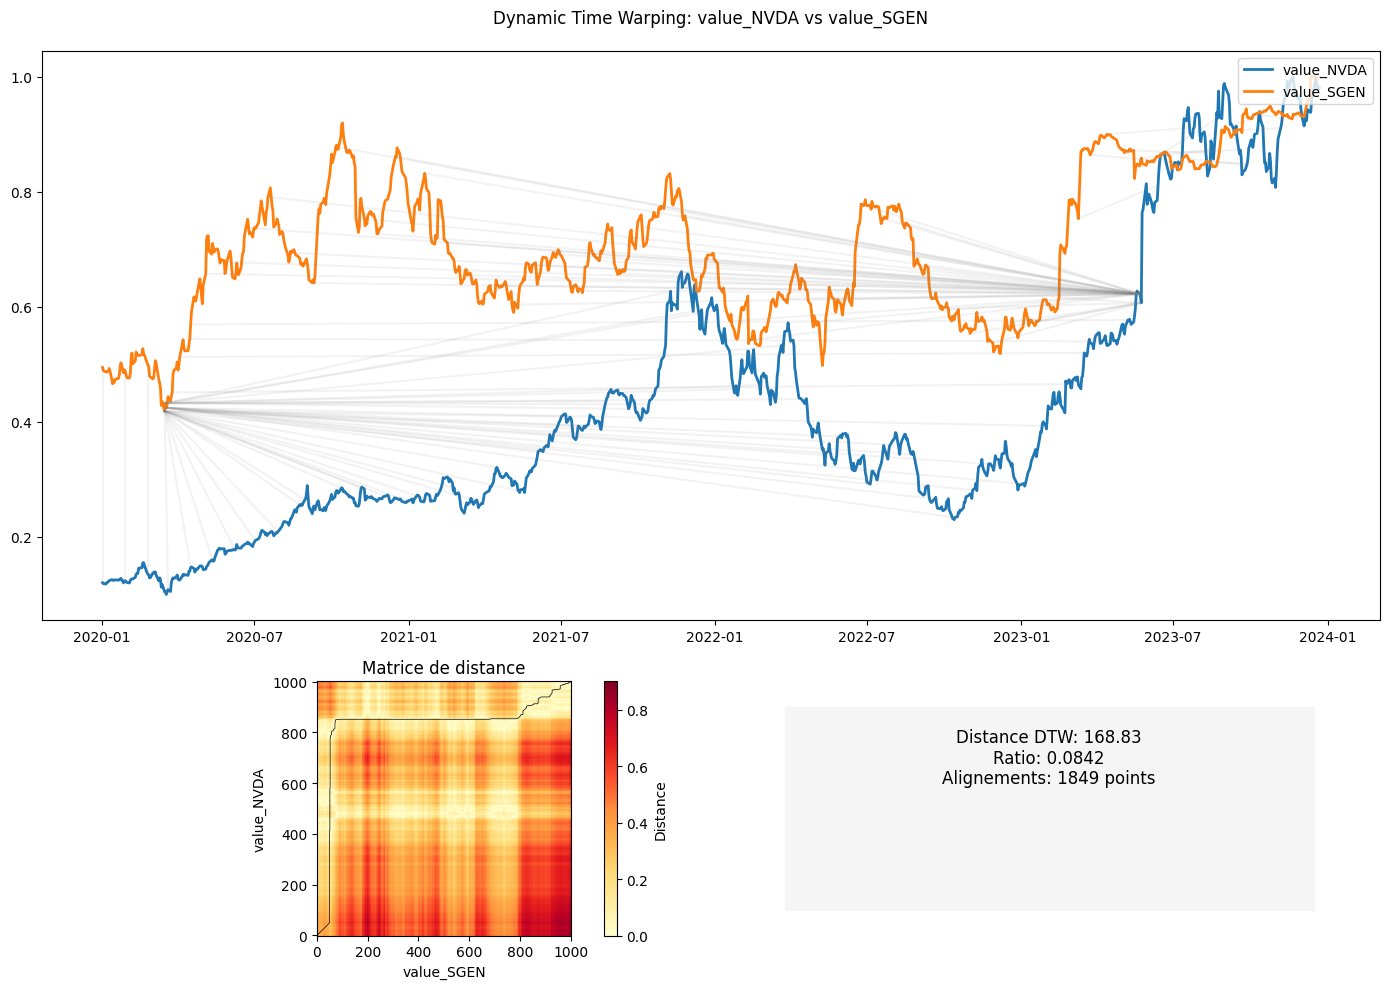 Dynamic Time Warping: value_NVDA vs value_SGEN
value_NVDA
value_SGEN
1.0
0.8
0.6
0.4
0.2
2020-01 2020-07 2021-01 2021-07 2022-01 2022-07 2023-01 2023-07 2024-01
Matrice de distance
value_NVDA
1000
800
600
400
200
0
0 200 400 600 800 1000
value_SGEN
0.8
0.6
0.4
0.2
0.0
Distance
Distance DTW: 168.83
Ratio: 0.0842
Alignements: 1849 points